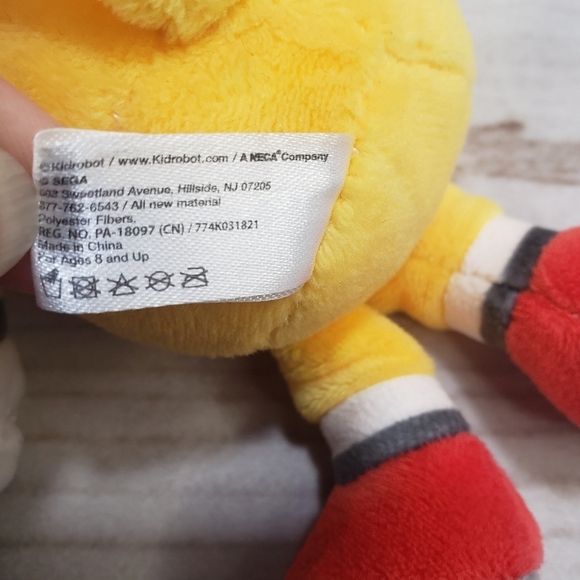 © Kidrobot / www.Kidrobot.com / A NECA® Company
© SEGA
603 Sweetland Avenue, Hillside, NJ 07205
877-762-6543 / All new material
Polyester Fibers.
REG. NO. PA-18097 (CN) / 774K031821
Made in China
For Ages 8 and Up